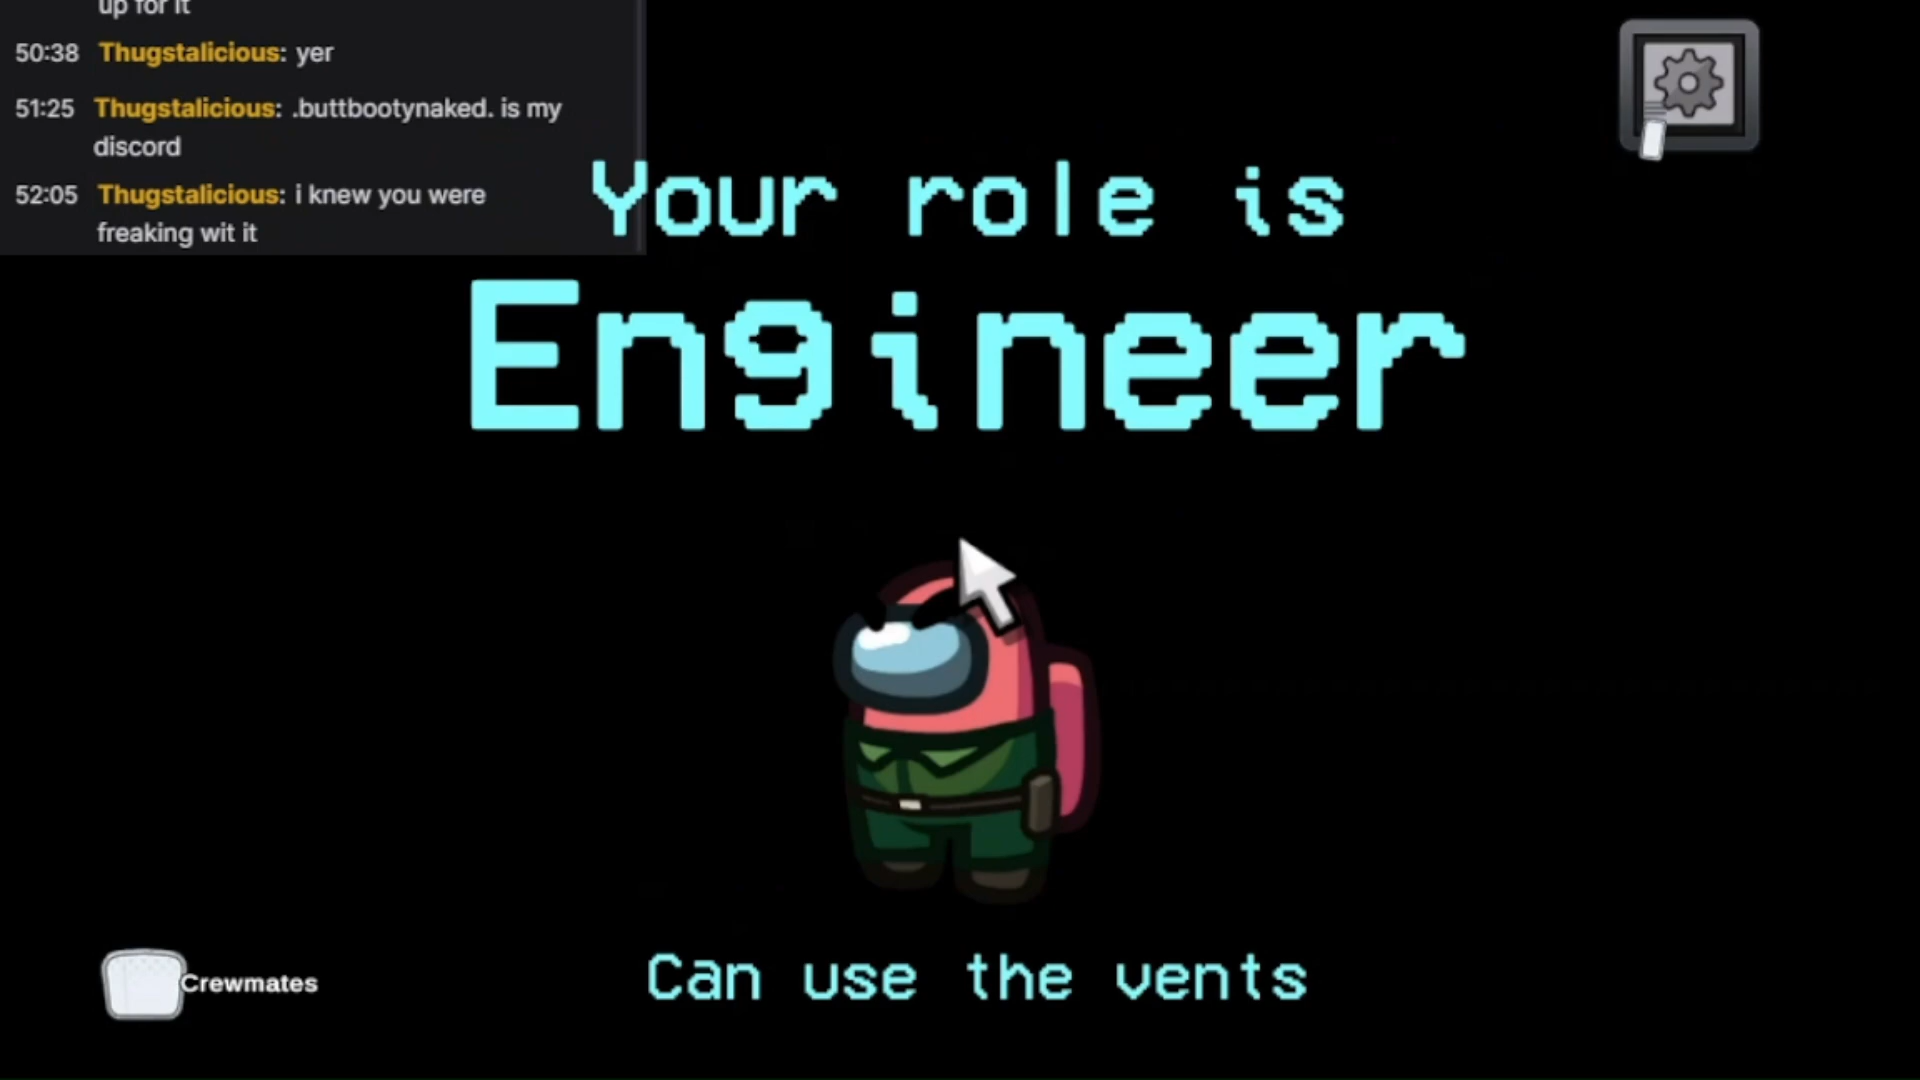 up for it
50:38 Thugstalicious: yer
51:25 Thugstalicious: .buttbootynaked. is my
discord
52:05 Thugstalicious: i knew you were
freaking wit it
Your role is
Engineer
Can use the vents
Crewmates